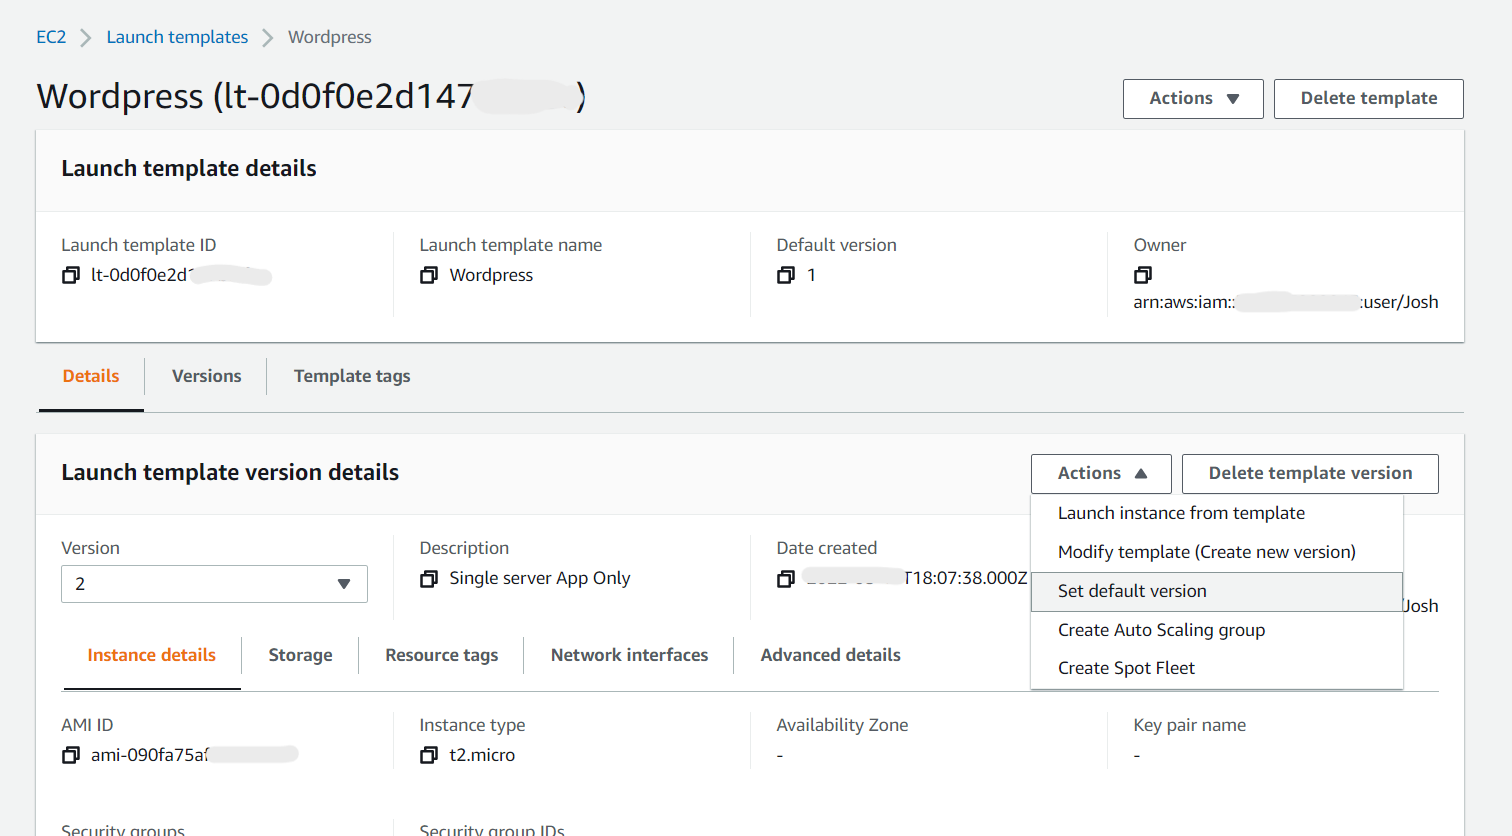 EC2 > Launch templates > Wordpress
Wordpress (lt-0d0f0e2d147 )
Actions ▼
Delete template
Launch template details
Launch template ID
lt-0d0f0e2d
Launch template name
Wordpress
Default version
1
Owner
arn:aws:iam:: :user/Josh
Details
Versions
Template tags
Launch template version details
Actions ▲
Delete template version
Launch instance from template
Modify template (Create new version)
Set default version
Create Auto Scaling group
Create Spot Fleet
Version
2
Description
Single server App Only
Date created
T18:07:38.000Z
Josh
Instance details
Storage
Resource tags
Network interfaces
Advanced details
AMI ID
ami-090fa75a
Instance type
t2.micro
Availability Zone
-
Key pair name
-
Security groups
Security group IDs